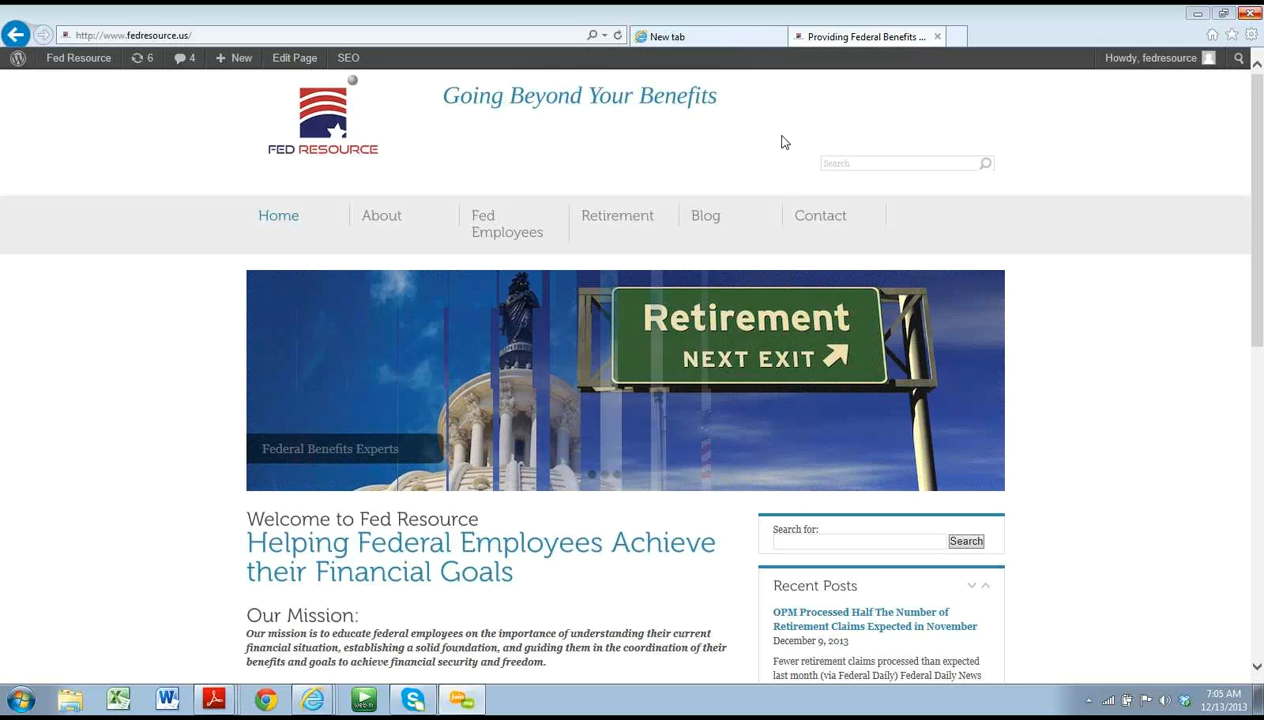 http://www.fedresource.us/
New tab
Providing Federal Benefits ...
Fed Resource
6
4
New
Edit Page
SEO
Howdy, fedresource
Going Beyond Your Benefits
FED RESOURCE
Search
Home
About
Fed Employees
Retirement
Blog
Contact
Retirement
NEXT EXIT
Federal Benefits Experts
Welcome to Fed Resource
Helping Federal Employees Achieve
their Financial Goals
Our Mission:
Our mission is to educate federal employees on the importance of understanding their current
financial situation, establishing a solid foundation, and guiding them in the coordination of their
benefits and goals to achieve financial security and freedom.
Search for:
Search
Recent Posts
OPM Processed Half The Number of
Retirement Claims Expected in November
December 9, 2013
Fewer retirement claims processed than expected
last month (via Federal Daily) Federal Daily News
7:05 AM
12/13/2013